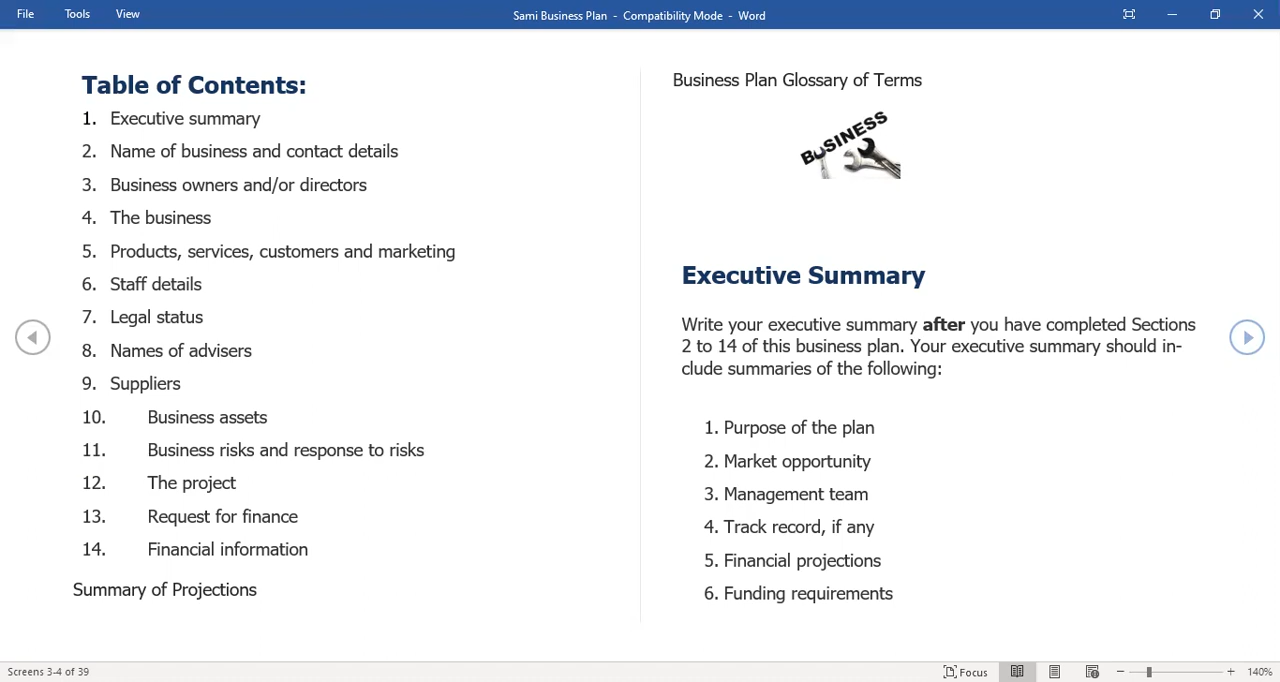 File Tools View
Sami Business Plan - Compatibility Mode - Word
Table of Contents:
1. Executive summary
2. Name of business and contact details
3. Business owners and/or directors
4. The business
5. Products, services, customers and marketing
6. Staff details
7. Legal status
8. Names of advisers
9. Suppliers
10. Business assets
11. Business risks and response to risks
12. The project
13. Request for finance
14. Financial information
Summary of Projections
Business Plan Glossary of Terms
BUSINESS
Executive Summary
Write your executive summary after you have completed Sections
2 to 14 of this business plan. Your executive summary should in-
clude summaries of the following:
1. Purpose of the plan
2. Market opportunity
3. Management team
4. Track record, if any
5. Financial projections
6. Funding requirements
Screens 3-4 of 39
Focus
140%